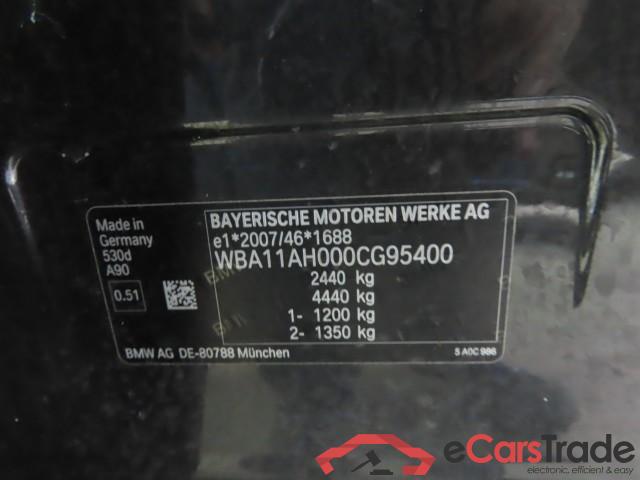 Made in
Germany
530d
A90
0.51
BAYERISCHE MOTOREN WERKE AG
e1*2007/46*1688
WBA11AH000CG95400
2440 kg
4440 kg
1- 1200 kg
2- 1350 kg
BMW AG DE-80788 München
5 A0C 986
eCarsTrade
electronic, efficient & easy